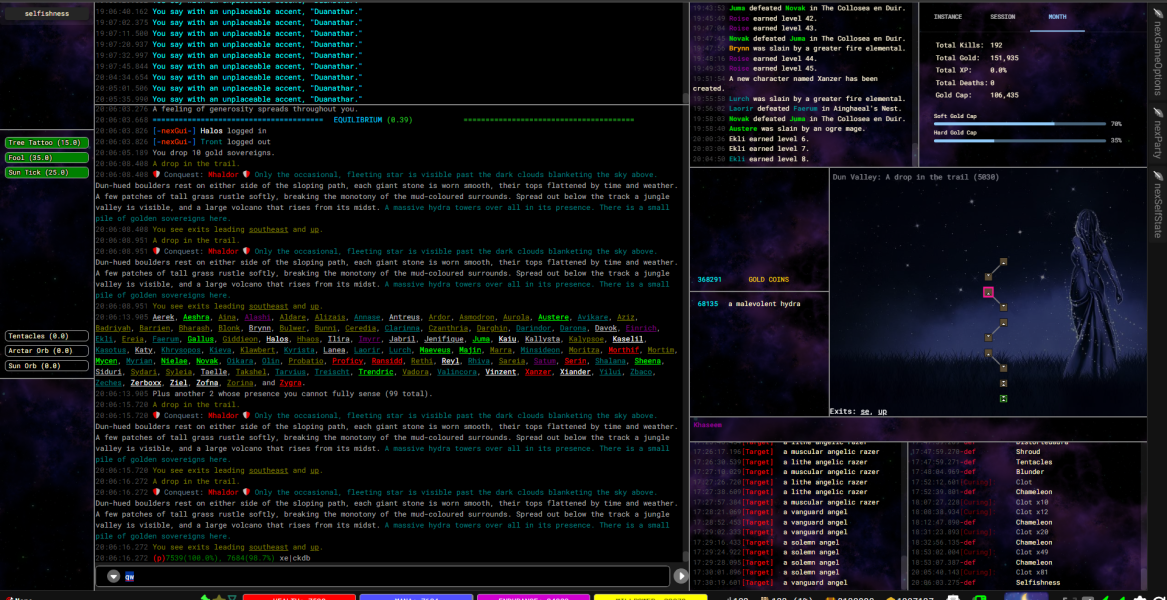 selfishness
Tree Tattoo (15.0)
Fool (35.0)
Sun Tick (25.0)
Tentacles (0.0)
Arctar Orb (0.0)
Sun Orb (0.0)
19:06:40.162 You say with an unplaceable accent, "Duanathar."
19:07:02.375 You say with an unplaceable accent, "Duanathar."
19:07:11.500 You say with an unplaceable accent, "Duanathar."
19:07:20.937 You say with an unplaceable accent, "Duanathar."
19:07:32.997 You say with an unplaceable accent, "Duanathar."
19:07:45.844 You say with an unplaceable accent, "Duanathar."
20:04:34.654 You say with an unplaceable accent, "Duanathar."
20:05:01.506 You say with an unplaceable accent, "Duanathar."
20:05:35.990 You say with an unplaceable accent, "Duanathar."
20:06:03.276 A feeling of generosity spreads throughout you.
20:06:03.668 EQUILIBRIUM (0.39)
20:06:03.826 [-nexGui-] Halos logged in
20:06:03.826 [-nexGui-] Tront logged out
20:06:05.189 You drop 10 gold sovereigns.
20:06:08.408 A drop in the trail.
20:06:08.408 Conquest: Mhaldor Only the occasional, fleeting star is visible past the dark clouds blanketing the sky above.
Dun-hued boulders rest on either side of the sloping path, each giant stone is worn smooth, their tops flattened by time and weather.
A few patches of tall grass rustle softly, breaking the monotony of the mud-coloured surrounds. Spread out below the track a jungle
valley is visible, and a large volcano that rises from its midst. A massive hydra towers over all in its presence. There is a small
pile of golden sovereigns here.
20:06:08.408 You see exits leading southeast and up.
20:06:08.951 A drop in the trail.
20:06:08.951 Conquest: Mhaldor Only the occasional, fleeting star is visible past the dark clouds blanketing the sky above.
Dun-hued boulders rest on either side of the sloping path, each giant stone is worn smooth, their tops flattened by time and weather.
A few patches of tall grass rustle softly, breaking the monotony of the mud-coloured surrounds. Spread out below the track a jungle
valley is visible, and a large volcano that rises from its midst. A massive hydra towers over all in its presence. There is a small
pile of golden sovereigns here.
20:06:08.951 You see exits leading southeast and up.
20:06:13.905 Aerek, Aeshra, Aina, Alashi, Aldare, Alizais, Annase, Antreus, Ardor, Asmodron, Aurola, Austere, Avikare, Aziz,
Badriyah, Barrien, Bharash, Blonk, Brynn, Bulwer, Bunni, Ceredia, Clarinna, Czanthria, Darghin, Darindor, Darona, Davok, Einrich,
Ekli, Ereia, Faerum, Gallus, Giddieon, Halos, Hhaos, Ilira, Jabril, Jenifique, Juma, Kaiu, Kallysta, Kalypsoe, Kaselil,
Kasotus, Katy, Khrysopos, Kieva, Klawbert, Kyriata, Lanea, Laorir, Lurch, Maeveus, Majin, Marra, Minsideon, Moritza, Morthif, Mortim,
Mycen, Myrian, Nielae, Novak, Oikara, Olin, Probatio, Proficy, Ronaldd, Rethi, Reyl, Rhiva, Sareia, Serin, Shalana, Sheena,
Siduri, Svdari, Syleia, Taelle, Takshel, Tarvius, Treischt, Trendric, Vadora, Valincora, Vinzent, Xanzer, Xiander, Yilui, Zbaco,
Zeches, Zerboxx, Ziel, Zofna, Zorina, and Zygra.
20:06:13.905 Plus another 2 whose presence you cannot fully sense (99 total).
20:06:15.720 A drop in the trail.
20:06:15.720 Conquest: Mhaldor Only the occasional, fleeting star is visible past the dark clouds blanketing the sky above.
Dun-hued boulders rest on either side of the sloping path, each giant stone is worn smooth, their tops flattened by time and weather.
A few patches of tall grass rustle softly, breaking the monotony of the mud-coloured surrounds. Spread out below the track a jungle
valley is visible, and a large volcano that rises from its midst. A massive hydra towers over all in its presence. There is a small
pile of golden sovereigns here.
20:06:15.720 You see exits leading southeast and up.
20:06:16.272 A drop in the trail.
20:06:16.272 Conquest: Mhaldor Only the occasional, fleeting star is visible past the dark clouds blanketing the sky above.
Dun-hued boulders rest on either side of the sloping path, each giant stone is worn smooth, their tops flattened by time and weather.
A few patches of tall grass rustle softly, breaking the monotony of the mud-coloured surrounds. Spread out below the track a jungle
valley is visible, and a large volcano that rises from its midst. A massive hydra towers over all in its presence. There is a small
pile of golden sovereigns here.
20:06:16.272 You see exits leading southeast and up.
20:06:16.272 (p)7539(100.0%), 7684(98.7%) xe|ckdb
qw
19:43:53 Juma defeated Novak in The Collosea en Duir.
19:45:49 Roise earned level 42.
19:47:04 Roise earned level 43.
19:47:43 Novak defeated Juma in The Collosea en Duir.
19:47:56 Brynn was slain by a greater fire elemental.
19:48:16 Roise earned level 44.
19:49:33 Roise earned level 45.
19:51:54 A new character named Xanzer has been
created.
19:55:58 Lurch was slain by a greater fire elemental.
19:56:02 Laorir defeated Faerum in Ainghaeal's Nest.
19:58:03 Novak defeated Juma in The Collosea en Duir.
19:58:40 Austere was slain by an ogre mage.
20:03:36 Ekli earned level 6.
Ekli earned level 7.
20:04:50 Ekli earned level 8.
INSTANCE SESSION MONTH
Total Kills: 192
Total Gold: 151,935
Total XP: 0.0%
Total Deaths: 0
Gold Cap: 106,435
Soft Gold Cap
70%
Hard Gold Cap
35%
nexGameOptions
nexParty
nexSelfState
368291 GOLD COINS
68135 a malevolent hydra
Dun Valley: A drop in the trail (5030)
Exits: se, up
Khaseem
17:26:17.196[Target] a muscular angelic razer
17:26:30.539[Target] a lithe angelic razer
17:27:10.029[Target] a muscular angelic razer
17:27:26.720[Target] a lithe angelic razer
17:27:38.605[Target] a lithe angelic razer
17:27:57.304[Target] a muscular angelic razer
17:28:21.069[Target] a vanguard angel
17:28:52.453[Target] a vanguard angel
17:29:02.333[Target] a vanguard angel
17:29:16.433[Target] a solemn angel
17:29:24.922[Target] a solemn angel
17:29:28.095[Target] a solemn angel
17:30:01.096[Target] a solemn angel
17:30:19.601[Target] a vanguard angel
Shroud
17:47:59.271-def Tentacles
17:48:04.969-def Blunder
17:52:12.601[Curing] Clot
17:52:39.801-def Chameleon
18:07:27.228[Curing] Clot x10
18:08:38.934[Curing] Clot x12
18:12:47.890-def Chameleon
18:31:23.093[Curing] Clot x20
18:32:56.135-def Chameleon
18:53:02.004[Curing] Clot x49
18:53:07.307-def Chameleon
20:05:40.143[Curing] Clot x81
20:06:03.275-def Selfishness